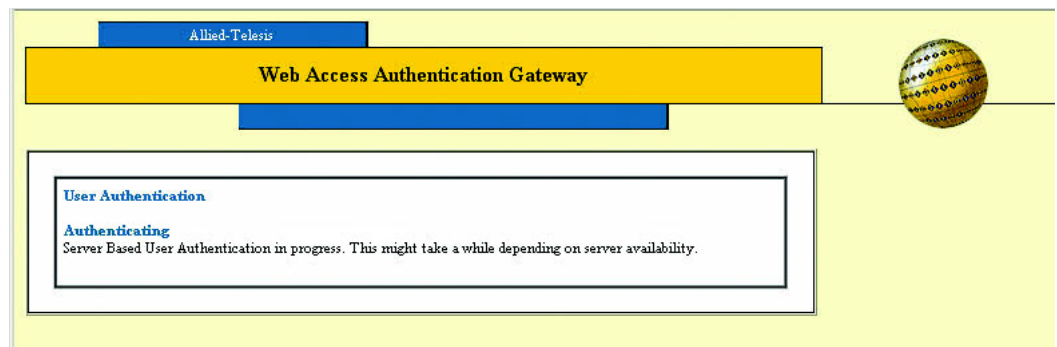 Allied-Telesis
Web Access Authentication Gateway
User Authentication
Authenticating
Server Based User Authentication in progress. This might take a while depending on server availability.